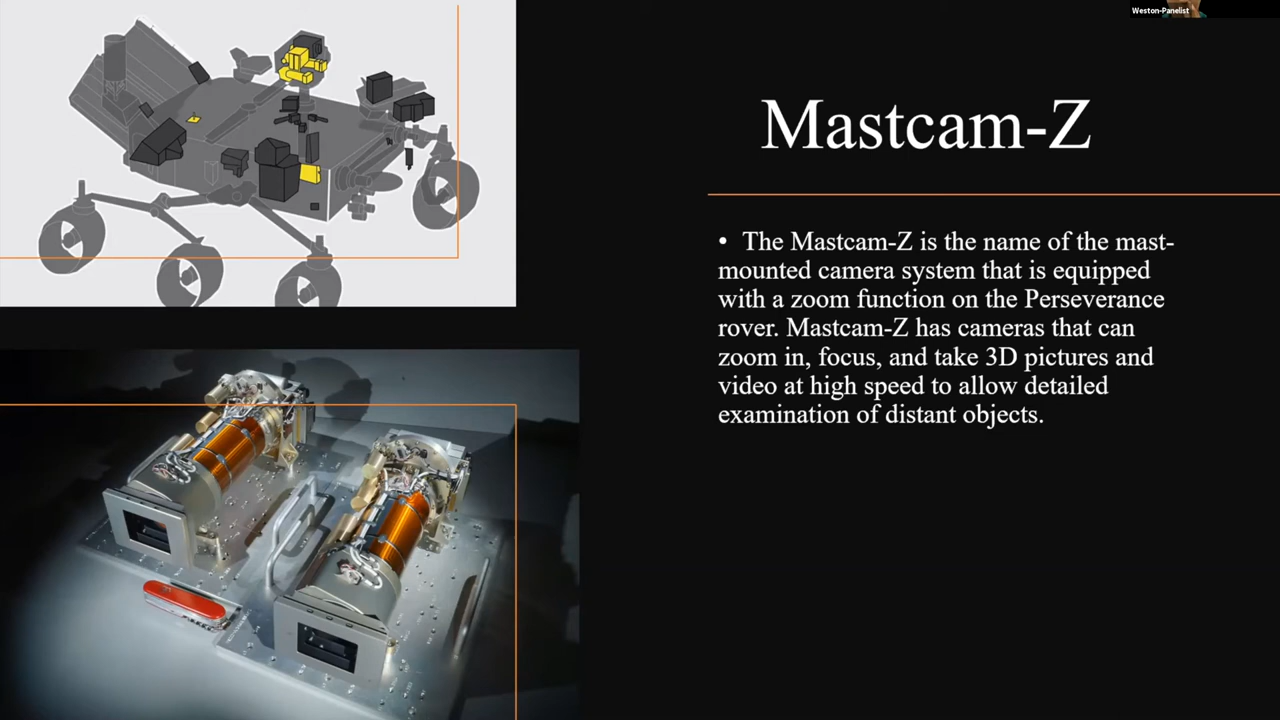 Weston-Panelist
Mastcam-Z
• The Mastcam-Z is the name of the mast-
mounted camera system that is equipped
with a zoom function on the Perseverance
rover. Mastcam-Z has cameras that can
zoom in, focus, and take 3D pictures and
video at high speed to allow detailed
examination of distant objects.